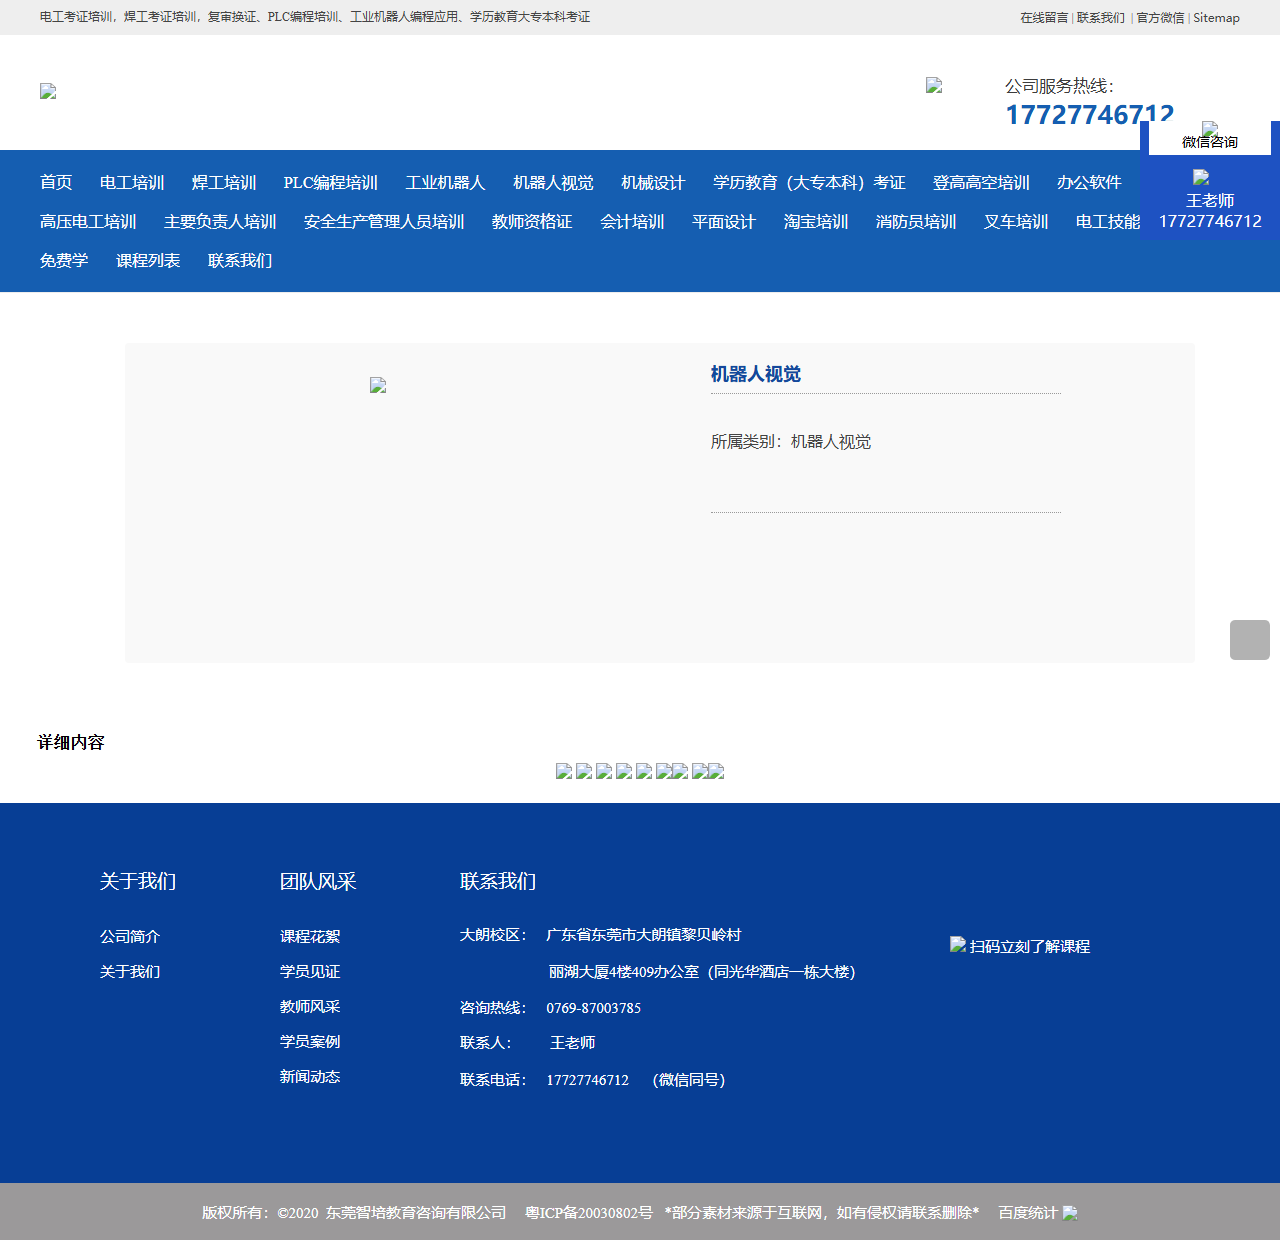 电工考证培训，焊工考证培训，复审换证、PLC编程培训、工业机器人编程应用、学历教育大专本科考证
在线留言 | 联系我们 | 官方微信 | Sitemap
公司服务热线：
17727746712
微信咨询
王老师
17727746712
首页 电工培训 焊工培训 PLC编程培训 工业机器人 机器人视觉 机械设计 学历教育（大专本科）考证 登高高空培训 办公软件
高压电工培训 主要负责人培训 安全生产管理人员培训 教师资格证 会计培训 平面设计 淘宝培训 消防员培训 叉车培训 电工技能
免费学 课程列表 联系我们
机器人视觉
所属类别：机器人视觉
详细内容
关于我们
公司简介
关于我们
团队风采
课程花絮
学员见证
教师风采
学员案例
新闻动态
联系我们
大朗校区： 广东省东莞市大朗镇黎贝岭村
丽湖大厦4楼409办公室（同光华酒店一栋大楼）
咨询热线： 0769-87003785
联系人： 王老师
联系电话： 17727746712 （微信同号）
扫码立刻了解课程
版权所有：©2020 东莞智培教育咨询有限公司 粤ICP备20030802号 *部分素材来源于互联网，如有侵权请联系删除* 百度统计